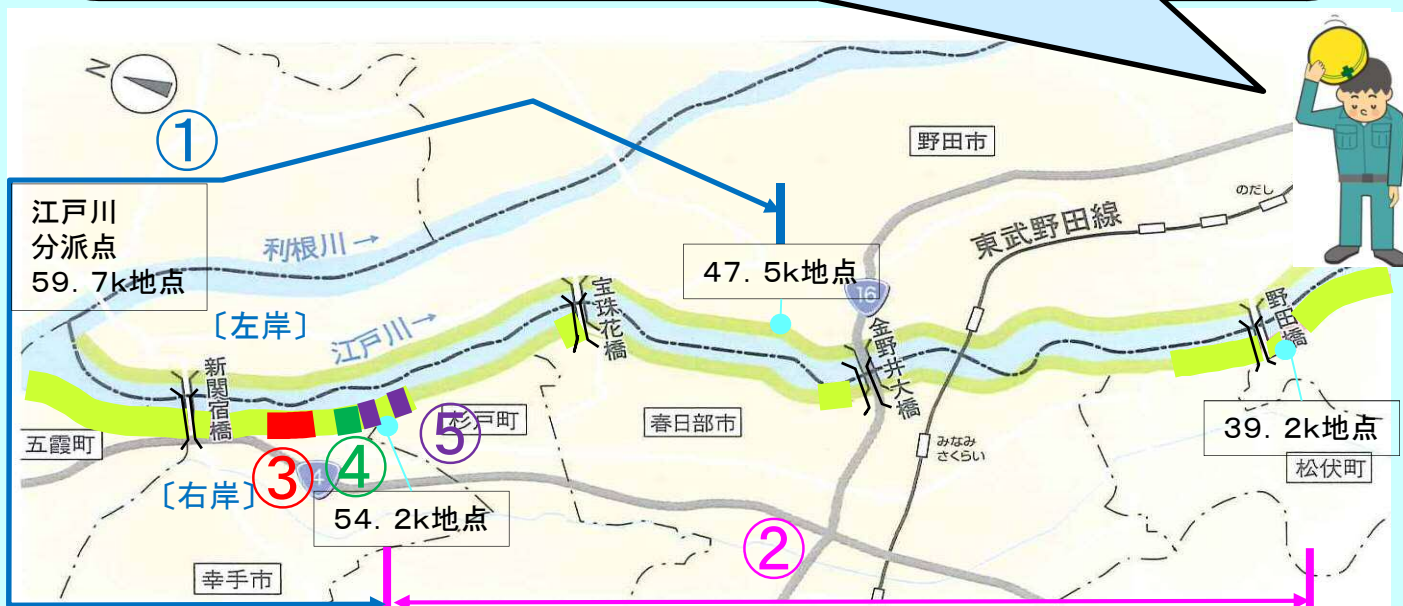 N
①
野田市
のだし
江戸川
分派点
59．7k地点
利根川→
東武野田線
47．5k地点
16
〔左岸〕
江戸川→
宝珠花橋
金野井大橋
野田橋
新関宿橋
五霞町
杉戸町
春日部市
39．2k地点
③
④
⑤
4
みなみ
さくらい
松伏町
〔右岸〕
54．2k地点
②
幸手市